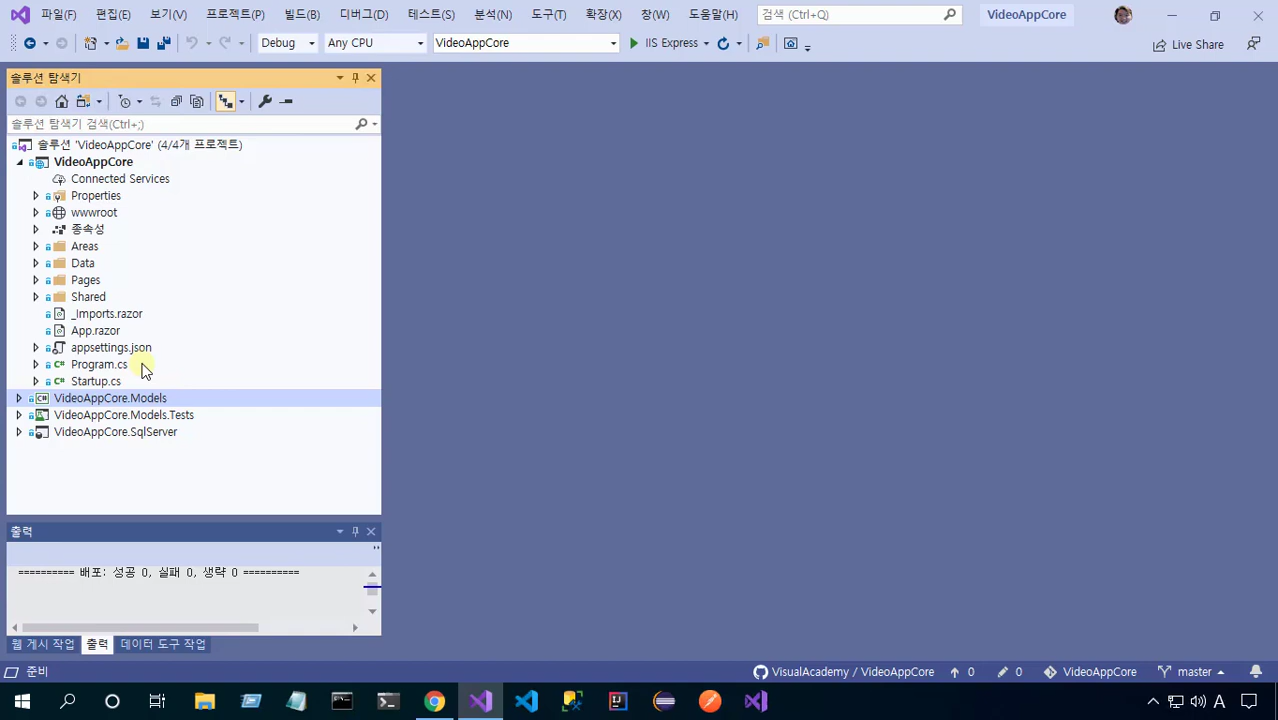 파일(F) 편집(E) 보기(V) 프로젝트(P) 빌드(B) 디버그(D) 테스트(S) 분석(N) 도구(T) 확장(X) 창(W) 도움말(H) 검색 (Ctrl+Q) VideoAppCore
Debug Any CPU VideoAppCore IIS Express Live Share
솔루션 탐색기
솔루션 탐색기 검색(Ctrl+;)
솔루션 'VideoAppCore' (4/4개 프로젝트)
VideoAppCore
Connected Services
Properties
wwwroot
종속성
Areas
Data
Pages
Shared
_Imports.razor
App.razor
appsettings.json
Program.cs
Startup.cs
VideoAppCore.Models
VideoAppCore.Models.Tests
VideoAppCore.SqlServer
출력
========== 배포: 성공 0, 실패 0, 생략 0 ==========
웹 게시 작업 출력 데이터 도구 작업
준비 VisualAcademy / VideoAppCore 0 0 VideoAppCore master
A